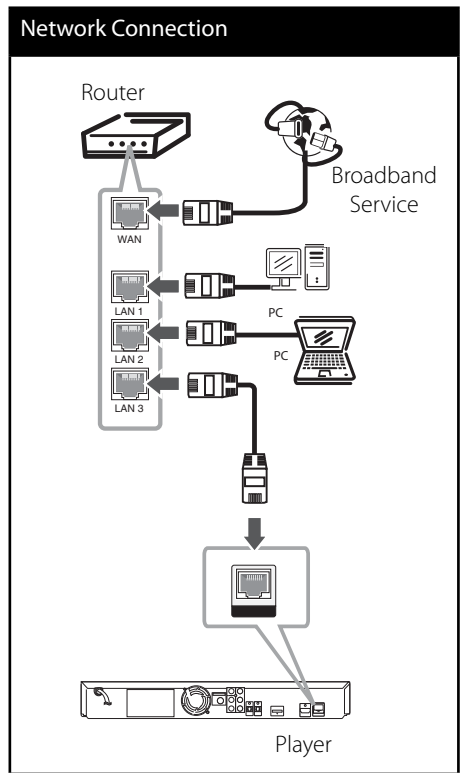 Network Connection
Router
Broadband
Service
WAN
LAN 1
PC
LAN 2
PC
LAN 3
Player